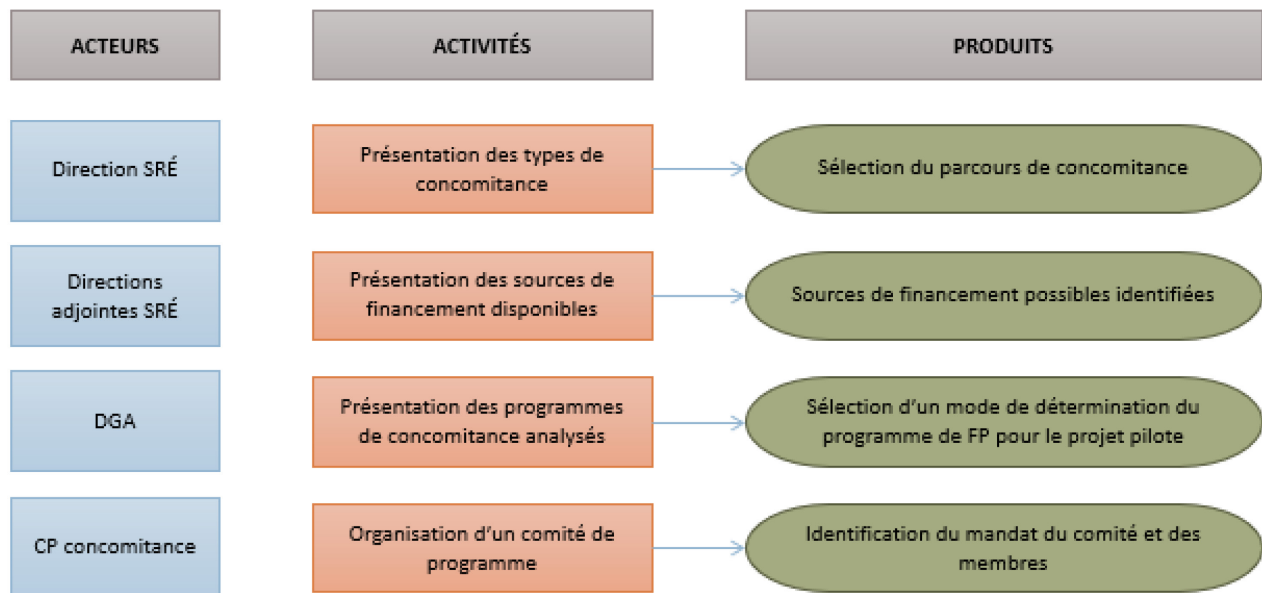 ACTEURS
ACTIVITÉS
PRODUITS
Direction SRÉ
Présentation des types de
concomitance
Sélection du parcours de concomitance
Directions
adjointes SRÉ
Présentation des sources de
financement disponibles
Sources de financement possibles identifiées
DGA
Présentation des programmes
de concomitance analysés
Sélection d’un mode de détermination du
programme de FP pour le projet pilote
CP concomitance
Organisation d’un comité de
programme
Identification du mandat du comité et des
membres